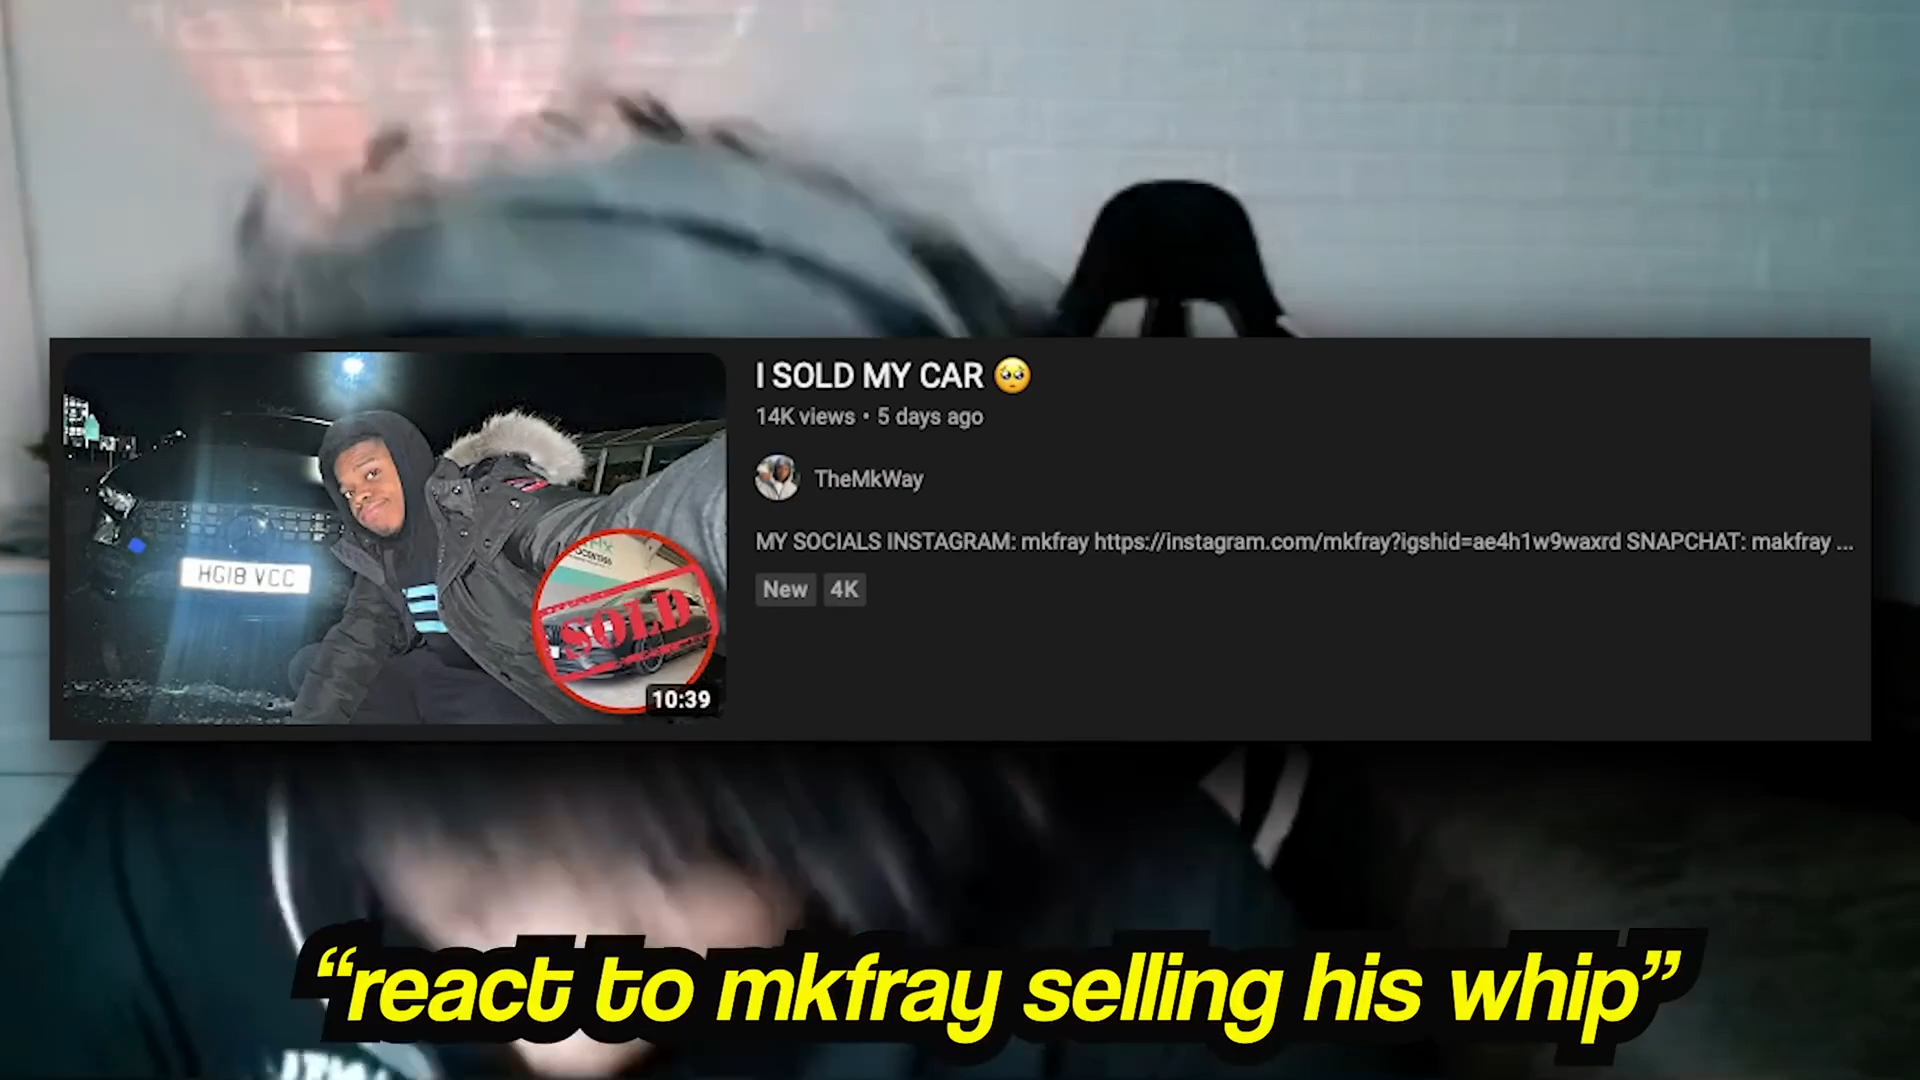 I SOLD MY CAR 🥺
14K views • 5 days ago
TheMkWay
MY SOCIALS INSTAGRAM: mkfray https://instagram.com/mkfray?igshid=ae4h1w9waxrd SNAPCHAT: makfray ...
New 4K
HG18 VCC
SOLD
10:39
“react to mkfray selling his whip”